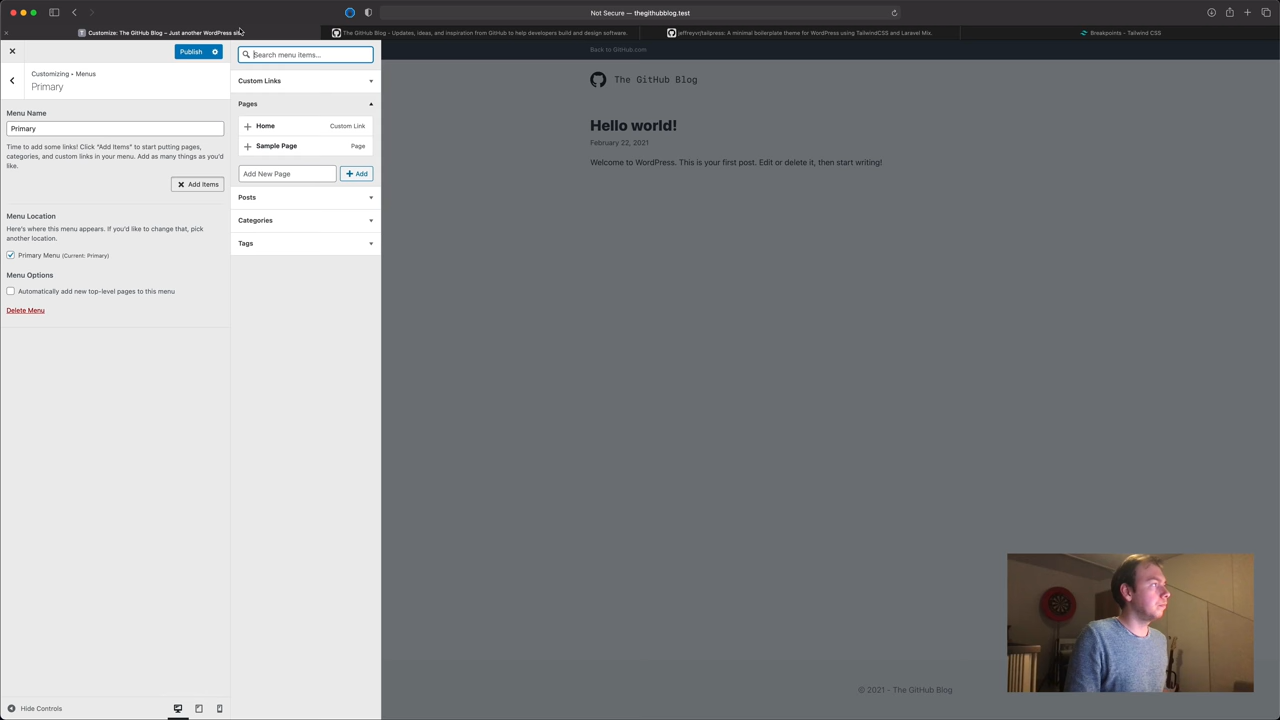 Not Secure — thegithubblog.test
Customize: The GitHub Blog – Just another WordPress site
The GitHub Blog - Updates, ideas, and inspiration from GitHub to help developers build and design software.
jeffreyvr/tailpress: A minimal boilerplate theme for WordPress using TailwindCSS and Laravel Mix.
Breakpoints - Tailwind CSS
Publish
Customizing ▸ Menus
Primary
Menu Name
Primary
Time to add some links! Click “Add Items” to start putting pages,
categories, and custom links in your menu. Add as many things as you’d
like.
Add Items
Menu Location
Here’s where this menu appears. If you’d like to change that, pick
another location.
Primary Menu (Current: Primary)
Menu Options
Automatically add new top-level pages to this menu
Delete Menu
Hide Controls
Search menu items…
Custom Links
Pages
Home Custom Link
Sample Page Page
Add New Page
Add
Posts
Categories
Tags
Back to GitHub.com
The GitHub Blog
Hello world!
February 22, 2021
Welcome to WordPress. This is your first post. Edit or delete it, then start writing!
© 2021 - The GitHub Blog